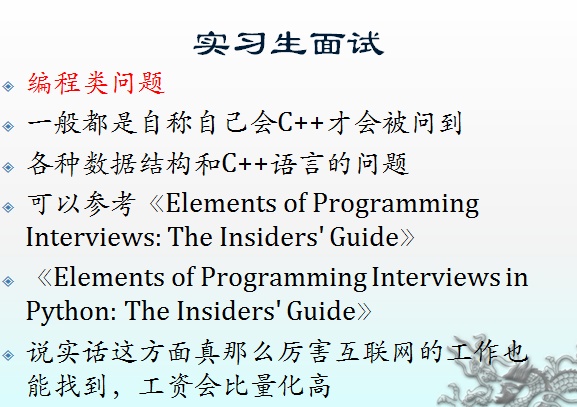 实习生面试
编程类问题
一般都是自称自己会C++才会被问到
各种数据结构和C++语言的问题
可以参考《Elements of Programming
Interviews: The Insiders' Guide》
《Elements of Programming Interviews in
Python: The Insiders' Guide》
说实话这方面真那么厉害互联网的工作也
能找到，工资会比量化高